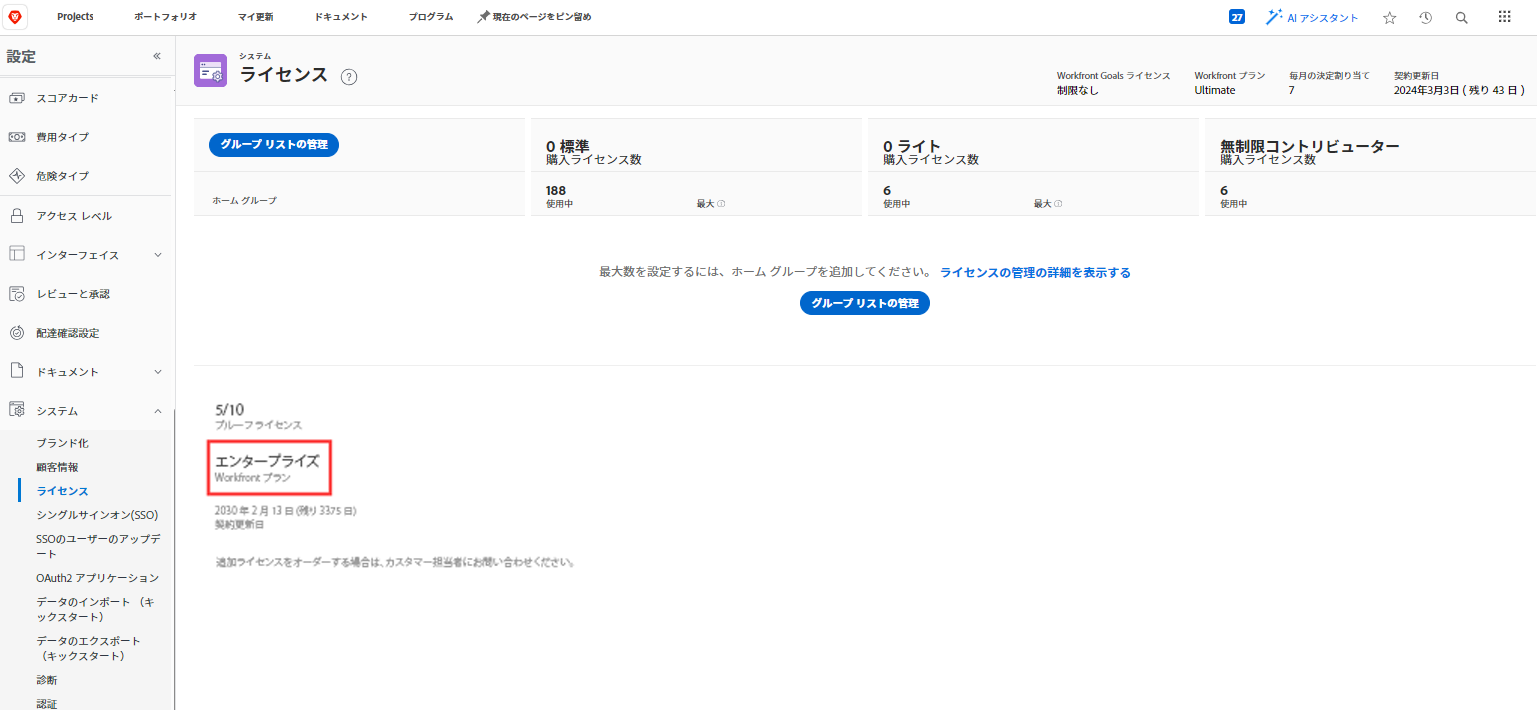 Projects
ポートフォリオ
マイ更新
ドキュメント
プログラム
現在のページをピン留め
27
AI アシスタント
設定
スコアカード
費用タイプ
危険タイプ
アクセス レベル
インターフェイス
レビューと承認
配達確認設定
ドキュメント
システム
ブランド化
顧客情報
ライセンス
シングルサインオン(SSO)
SSOのユーザーのアップデ
ート
OAuth2 アプリケーション
データのインポート （キ
ックスタート）
データのエクスポート
（キックスタート）
診断
認証
システム
ライセンス
?
Workfront Goals ライセンス
制限なし
Workfront プラン
Ultimate
毎月の決定割り当て
7
契約更新日
2024年3月3日 ( 残り 43 日 )
グループ リストの管理
ホーム グループ
0 標準
購入ライセンス数
188
使用中
最大
0 ライト
購入ライセンス数
6
使用中
最大
無制限コントリビューター
購入ライセンス数
6
使用中
最大数を設定するには、ホーム グループを追加してください。 ライセンスの管理の詳細を表示する
グループ リストの管理
5/10
プルーフライセンス
エンタープライズ
Workfront プラン
2030 年 2 月 13 日 (残り 3375 日)
契約更新日
追加ライセンスをオーダーする場合は、カスタマー担当者にお問い合わせください。